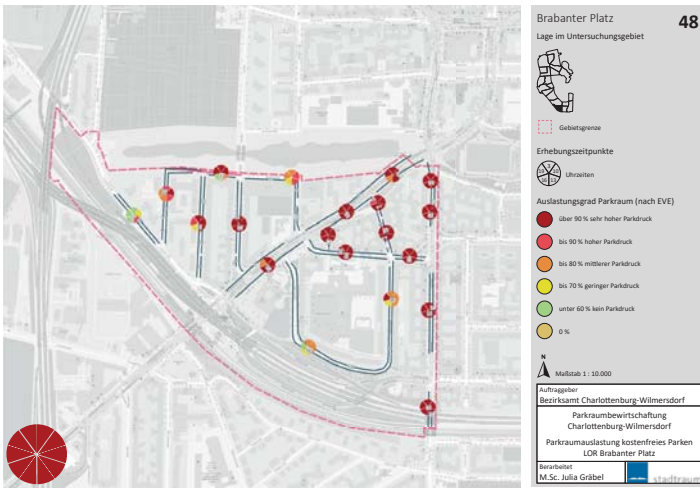 Brabanter Platz
48
Lage im Untersuchungsgebiet
Gebietsgrenze
Erhebungszeitpunkte
Uhrzeiten
Auslastungsgrad Parkraum (nach EVE)
über 90 % sehr hoher Parkdruck
bis 90 % hoher Parkdruck
bis 80 % mittlerer Parkdruck
bis 70 % geringer Parkdruck
unter 60 % kein Parkdruck
0 %
N
Maßstab 1 : 10.000
Auftraggeber
Bezirksamt Charlottenburg-Wilmersdorf
Parkraumbewirtschaftung
Charlottenburg-Wilmersdorf
Parkraumauslastung kostenfreies Parken
LOR Brabanter Platz
Berarbeitet
M.Sc. Julia Gräbel
stadtraum